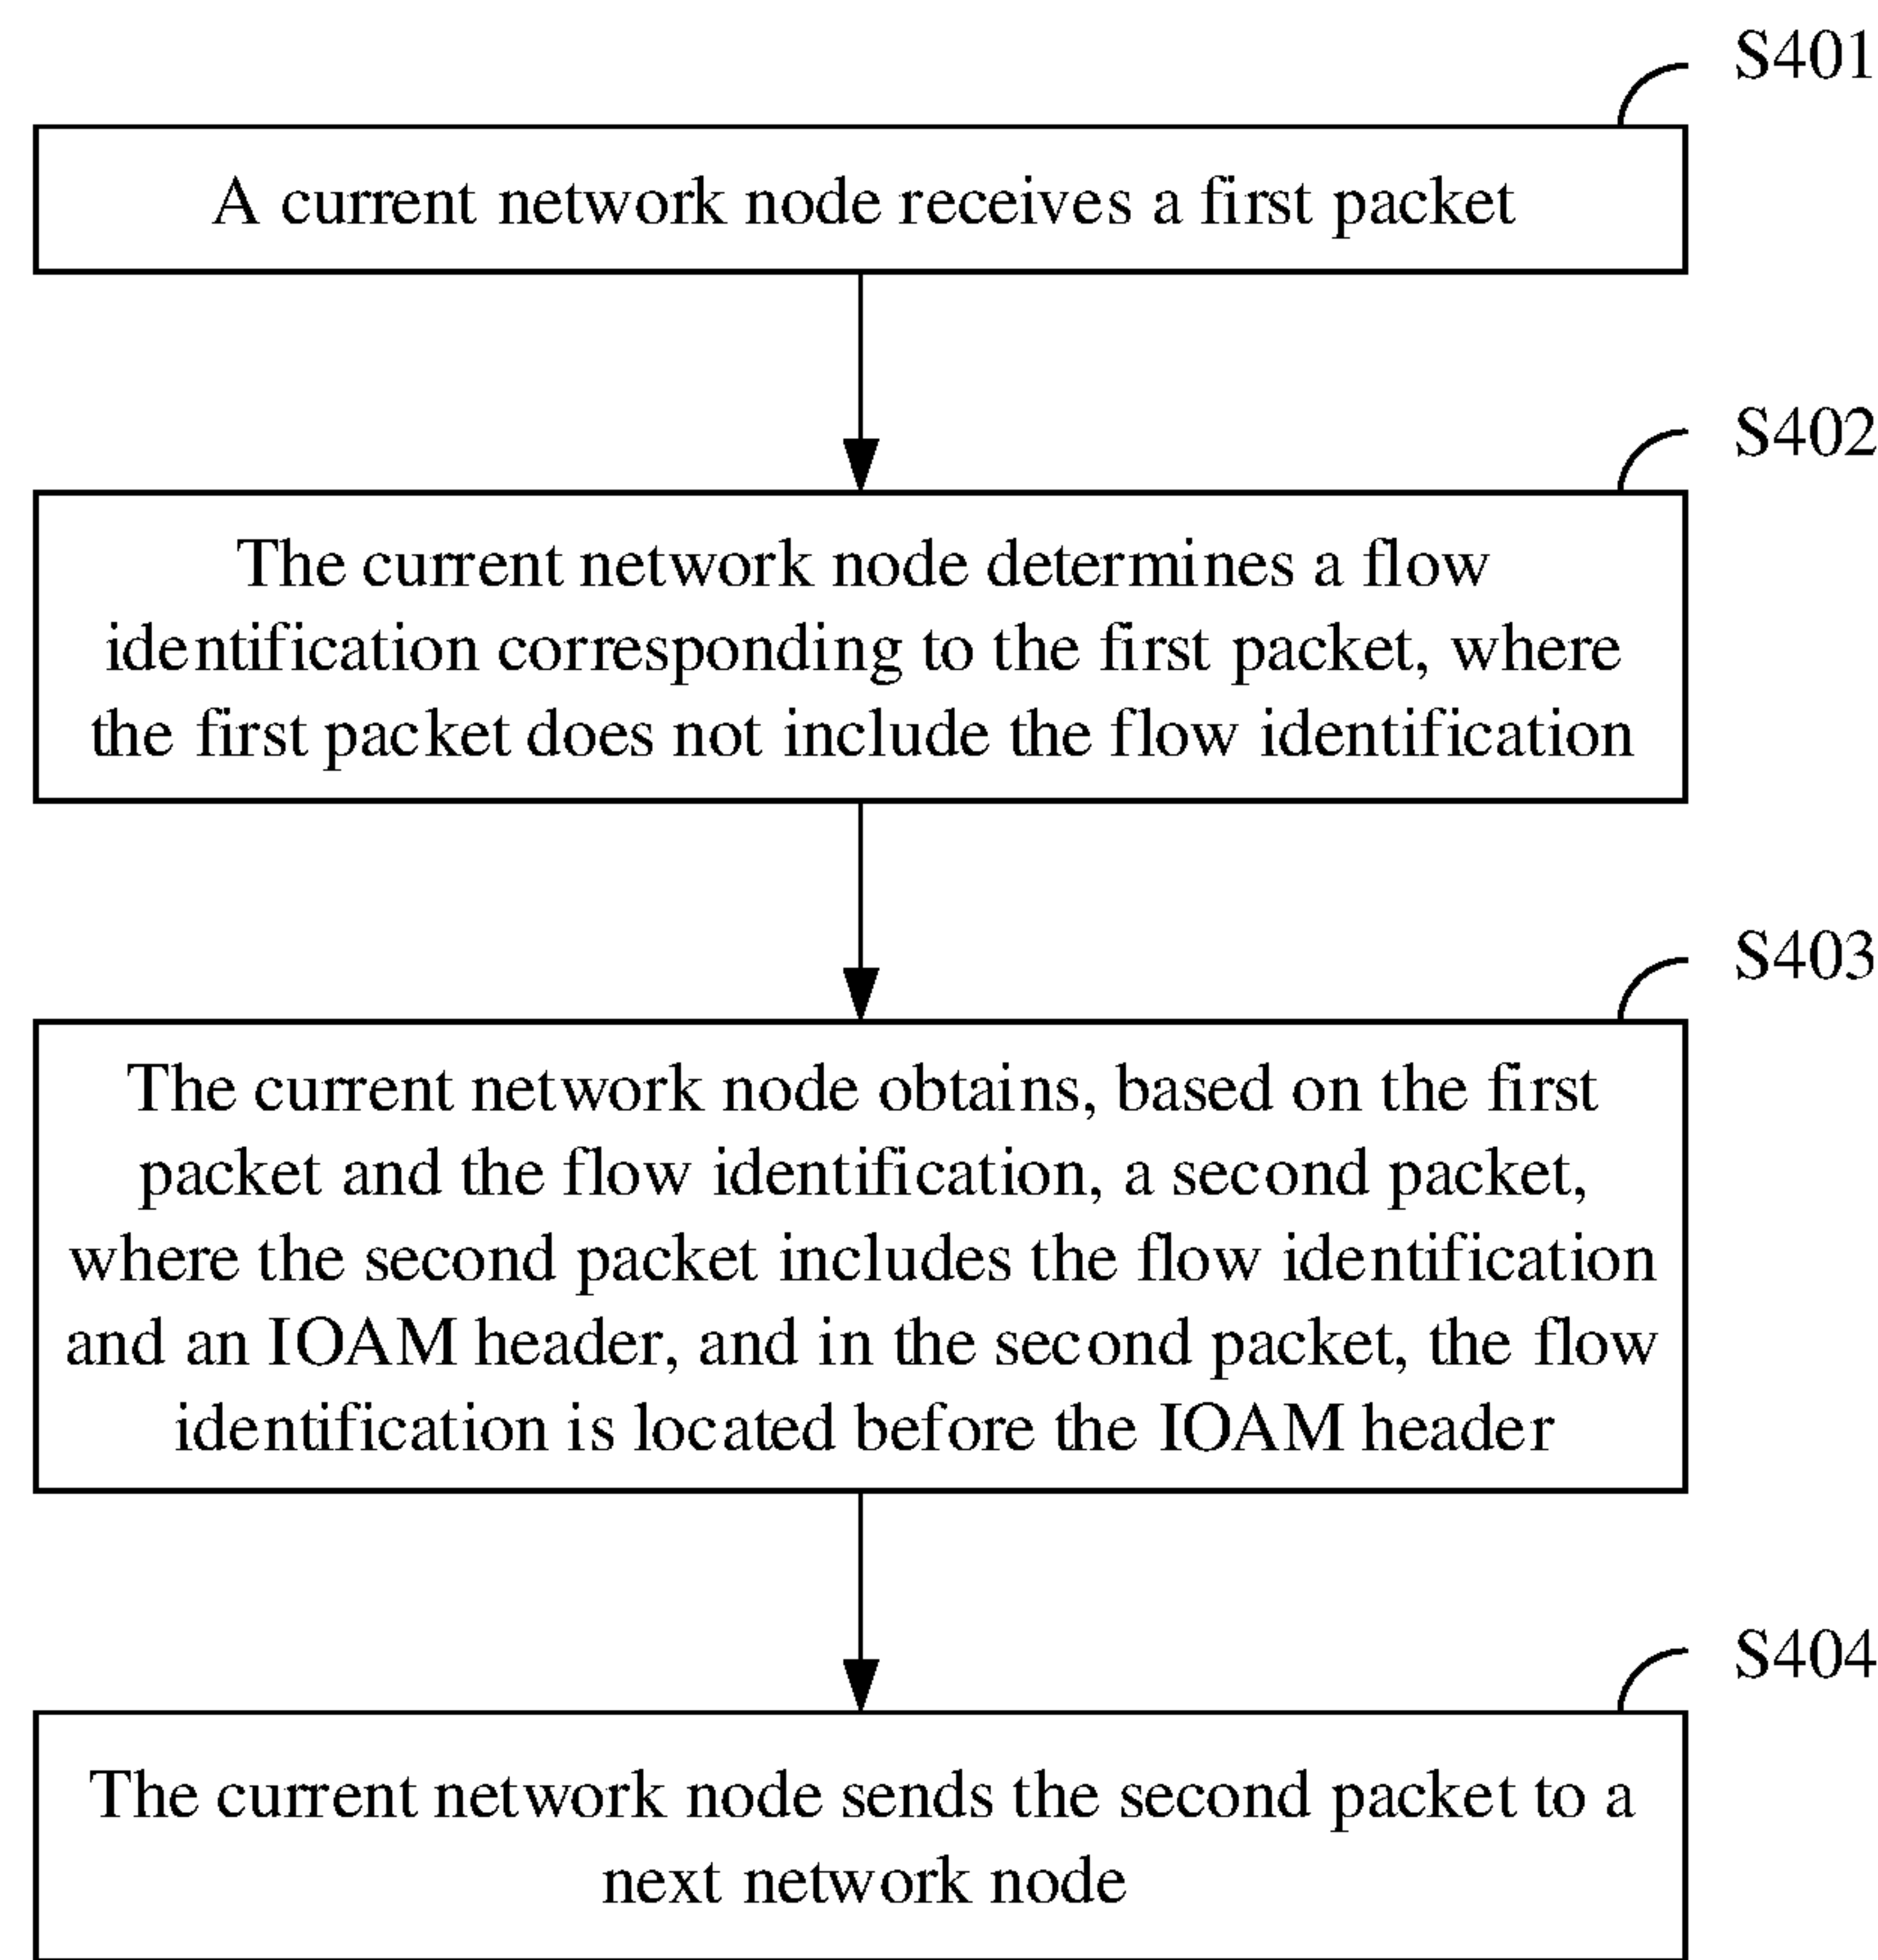 S401
A current network node receives a first packet
S402
The current network node determines a flow
identification corresponding to the first packet, where
the first packet does not include the flow identification
S403
The current network node obtains, based on the first
packet and the flow identification, a second packet,
where the second packet includes the flow identification
and an IOAM header, and in the second packet, the flow
identification is located before the IOAM header
S404
The current network node sends the second packet to a
next network node